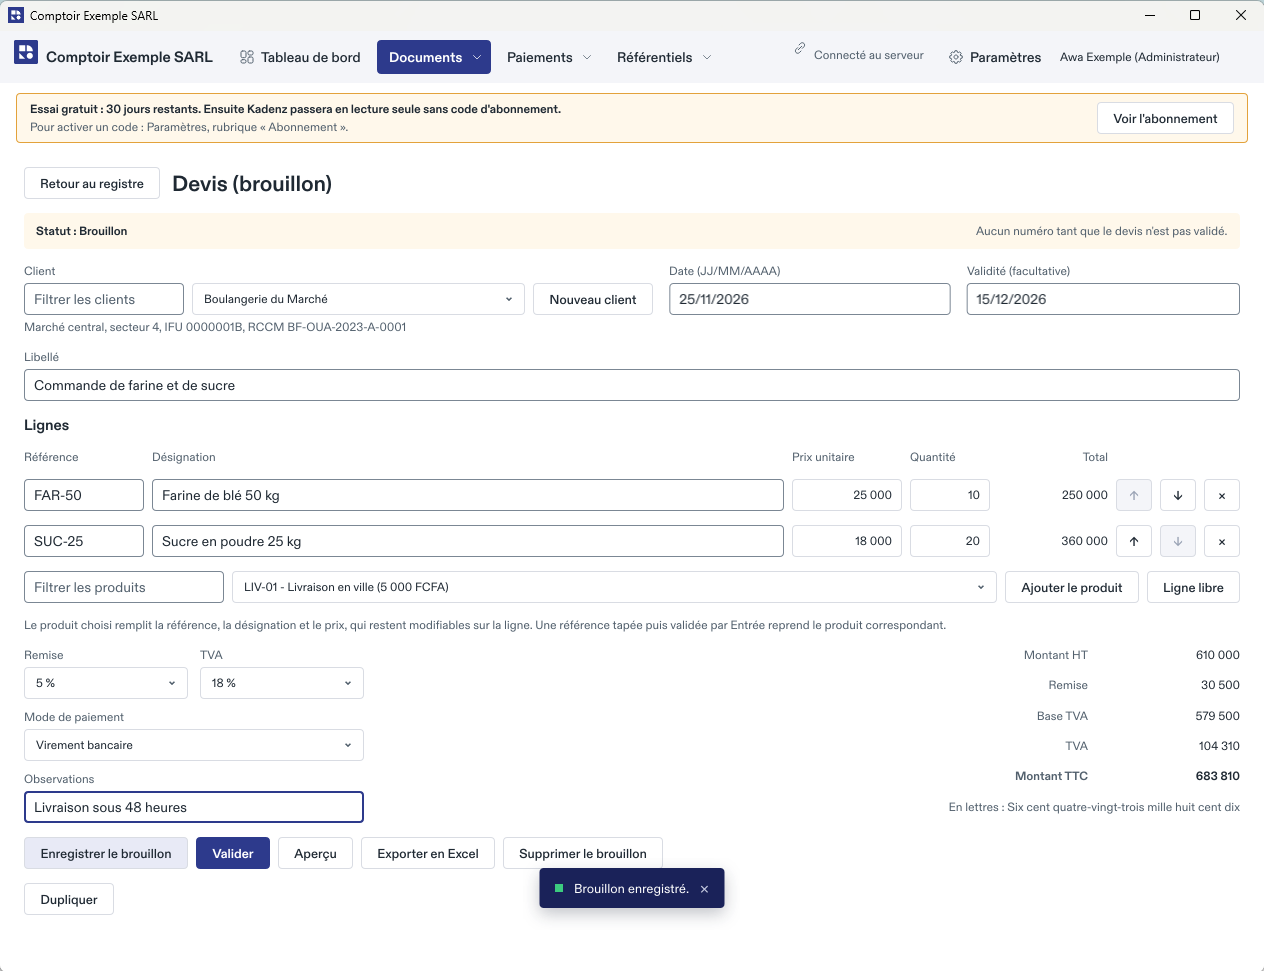 Comptoir Exemple SARL
Comptoir Exemple SARL
Tableau de bord
Documents
Paiements
Référentiels
Connecté au serveur
Paramètres
Awa Exemple (Administrateur)
Essai gratuit : 30 jours restants. Ensuite Kadenz passera en lecture seule sans code d'abonnement.
Pour activer un code : Paramètres, rubrique « Abonnement ».
Voir l'abonnement
Retour au registre
Devis (brouillon)
Statut : Brouillon
Aucun numéro tant que le devis n'est pas validé.
Client
Date (JJ/MM/AAAA)
Validité (facultative)
Filtrer les clients
Boulangerie du Marché
Nouveau client
25/11/2026
15/12/2026
Marché central, secteur 4, IFU 0000001B, RCCM BF-OUA-2023-A-0001
Libellé
Commande de farine et de sucre
Lignes
Référence
Désignation
Prix unitaire
Quantité
Total
FAR-50
Farine de blé 50 kg
25 000
10
250 000
SUC-25
Sucre en poudre 25 kg
18 000
20
360 000
Filtrer les produits
LIV-01 - Livraison en ville (5 000 FCFA)
Ajouter le produit
Ligne libre
Le produit choisi remplit la référence, la désignation et le prix, qui restent modifiables sur la ligne. Une référence tapée puis validée par Entrée reprend le produit correspondant.
Remise
TVA
5 %
18 %
Mode de paiement
Virement bancaire
Observations
Livraison sous 48 heures
Montant HT
610 000
Remise
30 500
Base TVA
579 500
TVA
104 310
Montant TTC
683 810
En lettres : Six cent quatre-vingt-trois mille huit cent dix
Enregistrer le brouillon
Valider
Aperçu
Exporter en Excel
Supprimer le brouillon
Brouillon enregistré.
Dupliquer